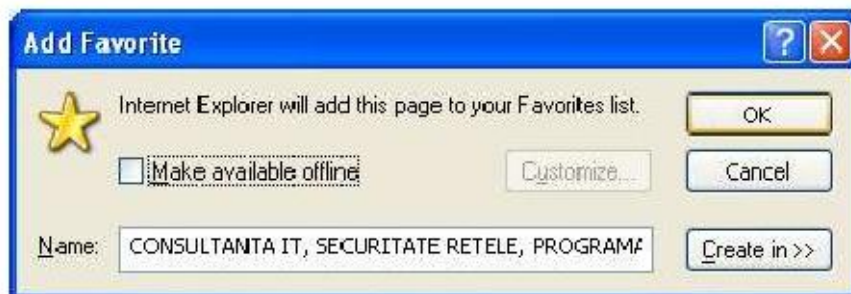 Add Favorite
Internet Explorer will add this page to your Favorites list.
OK
Make available offline
Customize...
Cancel
Name:
CONSULTANTA IT, SECURITATE RETELE, PROGRAMA
Create in >>